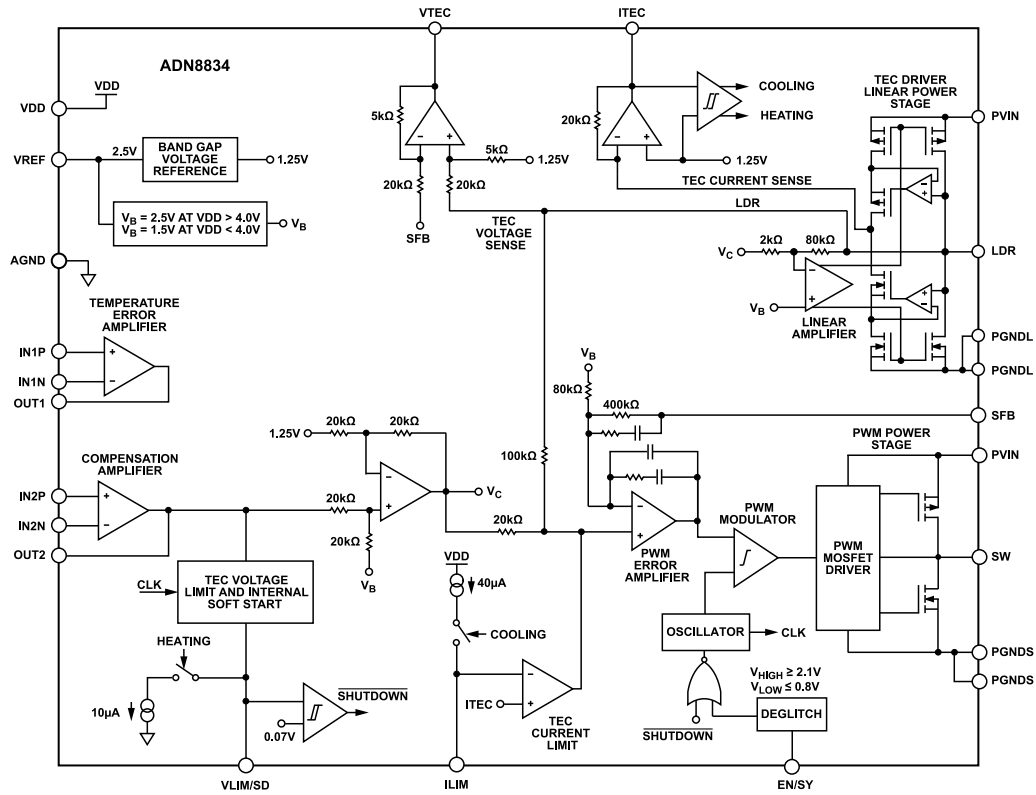 VTEC
ITEC
ADN8834
VDD
VDD
VREF
2.5V
BAND GAP
VOLTAGE
REFERENCE
1.25V
VB = 2.5V AT VDD > 4.0V
VB = 1.5V AT VDD < 4.0V
VB
AGND
5kΩ
–
+
5kΩ
1.25V
20kΩ
20kΩ
SFB
TEC
VOLTAGE
SENSE
20kΩ
–
+
COOLING
HEATING
1.25V
TEC CURRENT SENSE
LDR
TEC DRIVER
LINEAR POWER
STAGE
PVIN
+
–
VC
2kΩ
80kΩ
LDR
–
+
VB
LINEAR
AMPLIFIER
+
–
PGNDL
PGNDL
TEMPERATURE
ERROR
AMPLIFIER
IN1P
+
IN1N
–
OUT1
VB
80kΩ
400kΩ
SFB
COMPENSATION
AMPLIFIER
IN2P
+
IN2N
–
OUT2
1.25V
20kΩ
20kΩ
–
+
VC
20kΩ
20kΩ
VB
100kΩ
20kΩ
–
+
PWM
ERROR
AMPLIFIER
PWM
MODULATOR
PWM POWER
STAGE
PVIN
PWM
MOSFET
DRIVER
SW
CLK
TEC VOLTAGE
LIMIT AND INTERNAL
SOFT START
VDD
40µA
COOLING
OSCILLATOR
CLK
PGNDS
PGNDS
HEATING
10µA
SHUTDOWN
0.07V
–
ITEC
+
TEC
CURRENT
LIMIT
VHIGH ≥ 2.1V
VLOW ≤ 0.8V
DEGLITCH
SHUTDOWN
VLIM/SD
ILIM
EN/SY